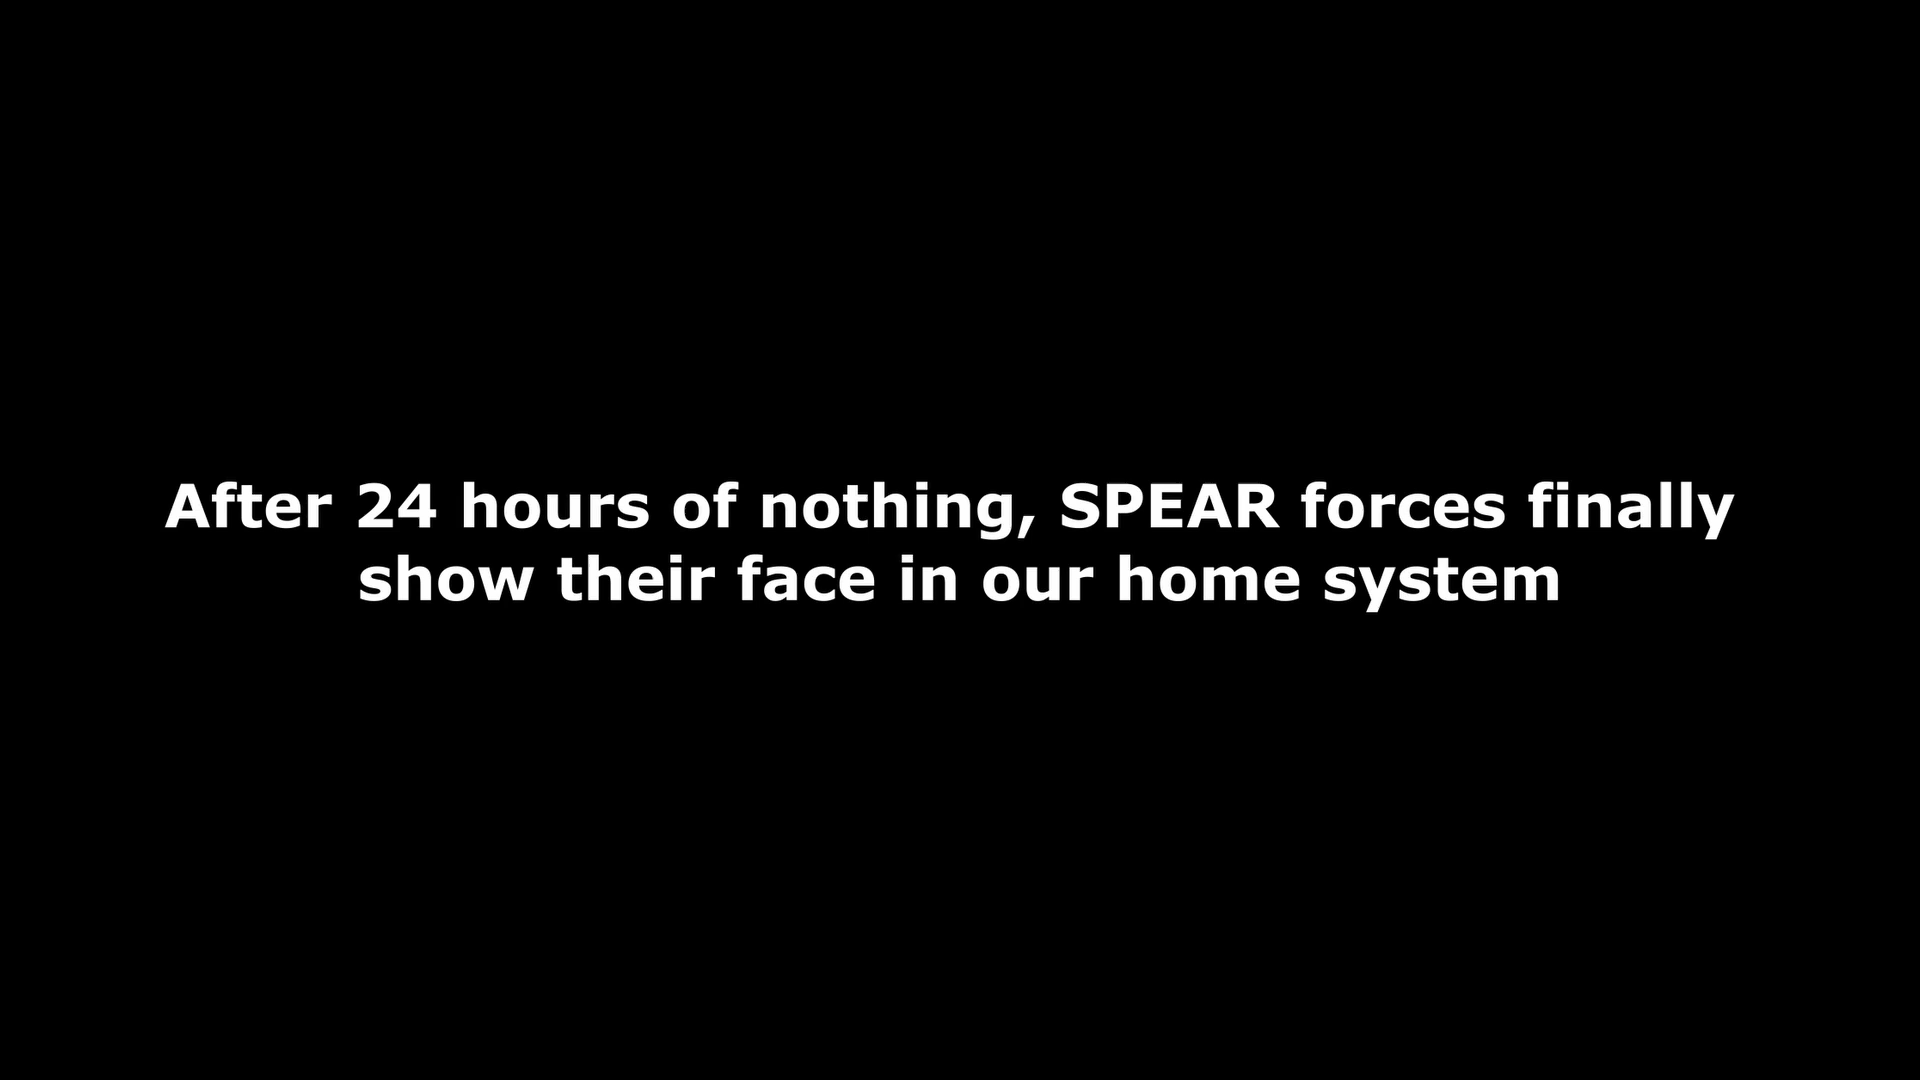 After 24 hours of nothing, SPEAR forces finally
show their face in our home system